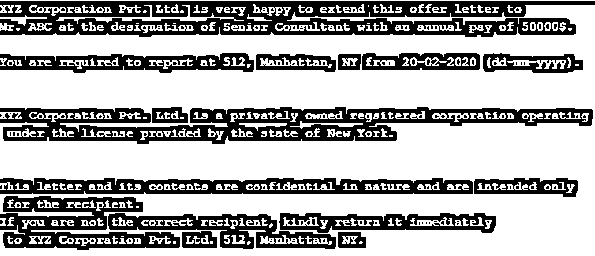 XYZ Corporation Pvt. Ltd. is very happy to extend this offer letter to
Mr. ABC at the designation of Senior Consultant with an annual pay of 50000$.
You are required to report at 512, Manhattan, NY from 20-02-2020 (dd-mm-yyyy).
XYZ Corporation Pvt. Ltd. is a privately owned regsitered corporation operating
under the license provided by the state of New York.
This letter and its contents are confidential in nature and are intended only
for the recipient.
If you are not the correct recipient, kindly return it immediately
to XYZ Corporation Pvt. Ltd. 512, Manhattan, NY.